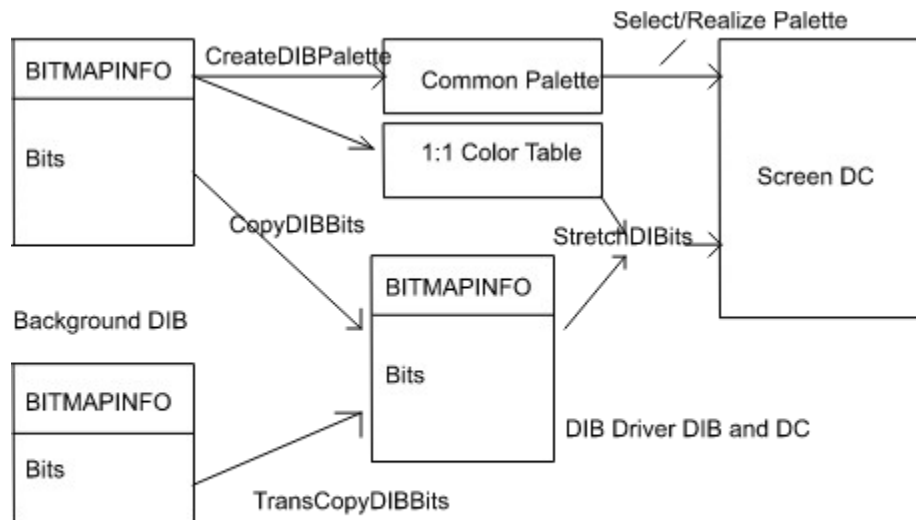 Select/Realize Palette
CreateDIBPalette
BITMAPINFO
Common Palette
Bits
1:1 Color Table
Screen DC
CopyDIBBits
StretchDIBits
BITMAPINFO
Background DIB
Bits
BITMAPINFO
DIB Driver DIB and DC
Bits
TransCopyDIBBits